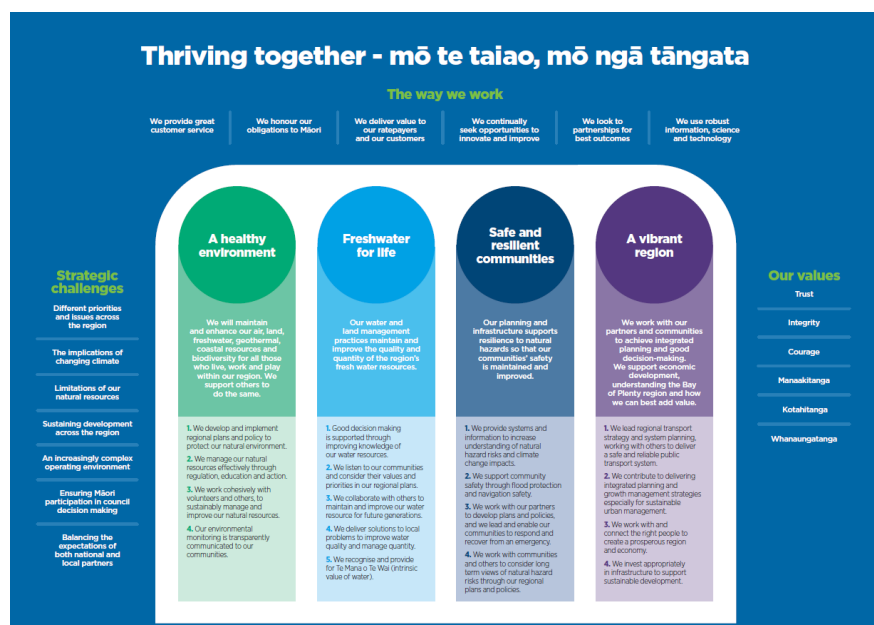 Thriving together - mō te taiao, mō ngā tāngata
The way we work
We provide great
customer service
We honour our
obligations to Māori
We deliver value to
our ratepayers
and our customers
We continually
seek opportunities to
innovate and improve
We look to
partnerships for
best outcomes
We use robust
information, science
and technology
Strategic
challenges
Different priorities
and issues across
the region
The implications of
changing climate
Limitations of our
natural resources
Sustaining development
across the region
An increasingly complex
operating environment
Ensuring Māori
participation in council
decision making
Balancing the
expectations of
both national and
local partners
A healthy
environment
We will maintain
and enhance our air, land,
freshwater, geothermal,
coastal resources and
biodiversity for all those
who live, work and play
within our region. We
support others to
do the same.
1. We develop and implement
regional plans and policy to
protect our natural environment.
2. We manage our natural
resources effectively through
regulation, education and action.
3. We work cohesively with
volunteers and others, to
sustainably manage and
improve our natural resources.
4. Our environmental
monitoring is transparently
communicated to our
communities.
Freshwater
for life
Our water and
land management
practices maintain and
improve the quality and
quantity of the region's
fresh water resources.
1. Good decision making
is supported through
improving knowledge of
our water resources.
2. We listen to our communities
and consider their values and
priorities in our regional plans.
3. We collaborate with others to
maintain and improve our water
resource for future generations.
4. We deliver solutions to local
problems to improve water
quality and manage quantity.
5. We recognise and provide
for Te Mana o Te Wai (intrinsic
value of water).
Safe and
resilient
communities
Our planning and
infrastructure supports
resilience to natural
hazards so that our
communities' safety
is maintained and
improved.
1. We provide systems and
information to increase
understanding of natural
hazard risks and climate
change impacts.
2. We support community
safety through flood protection
and navigation safety.
3. We work with our partners
to develop plans and policies,
and we lead and enable our
communities to respond and
recover from an emergency.
4. We work with communities
and others to consider long
term views of natural hazard
risks through our regional
plans and policies.
A vibrant
region
We work with our
partners and communities
to achieve integrated
planning and good
decision-making.
We support economic
development,
understanding the Bay
of Plenty region and how
we can best add value.
1. We lead regional transport
strategy and system planning,
working with others to deliver
a safe and reliable public
transport system.
2. We contribute to delivering
integrated planning and
growth management strategies
especially for sustainable
urban management.
3. We work with and
connect the right people to
create a prosperous region
and economy.
4. We invest appropriately
in infrastructure to support
sustainable development.
Our values
Trust
Integrity
Courage
Manaakitanga
Kotahitanga
Whanaungatanga